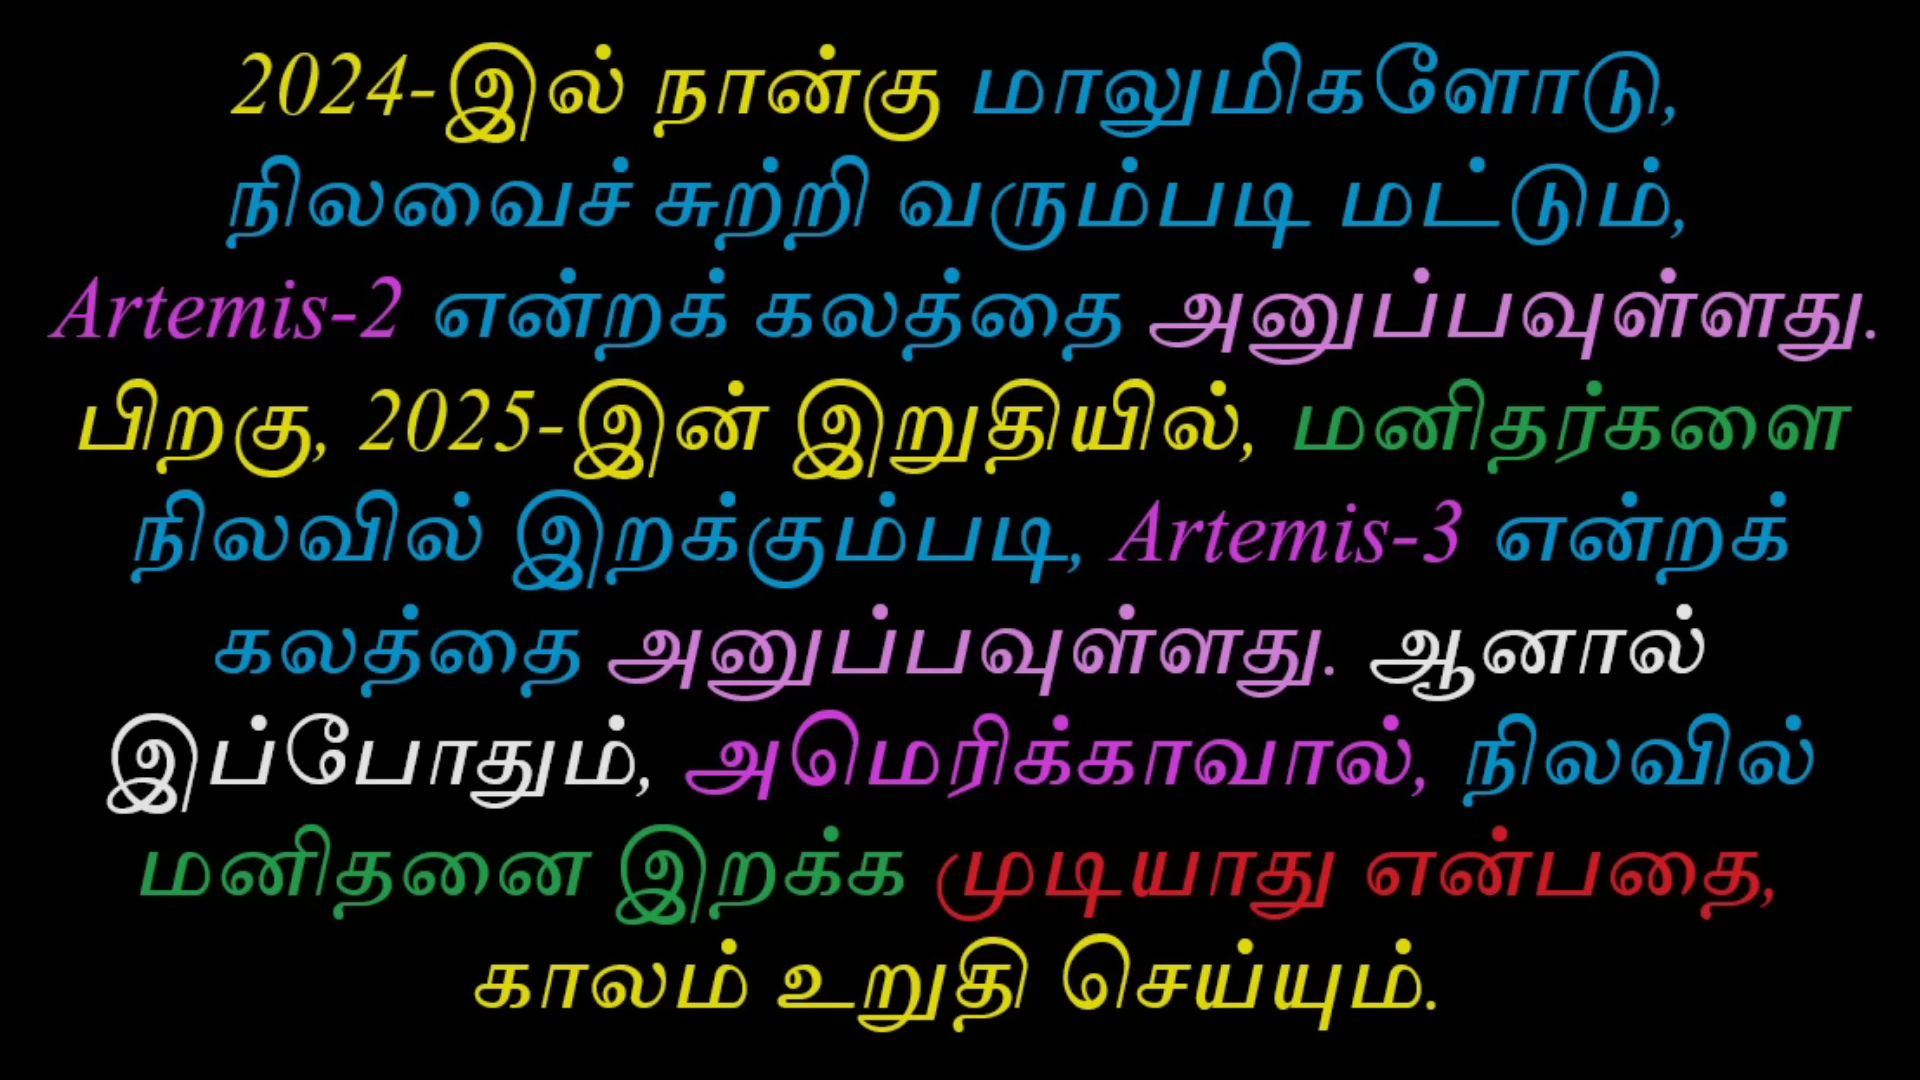 2024-இல் நான்கு மாலுமிகளோடு,
நிலவைச் சுற்றி வரும்படி மட்டும்,
Artemis-2 என்றக் கலத்தை அனுப்பவுள்ளது.
பிறகு, 2025-இன் இறுதியில், மனிதர்களை
நிலவில் இறக்கும்படி, Artemis-3 என்றக்
கலத்தை அனுப்பவுள்ளது. ஆனால்
இப்போதும், அமெரிக்காவால், நிலவில்
மனிதனை இறக்க முடியாது என்பதை,
காலம் உறுதி செய்யும்.